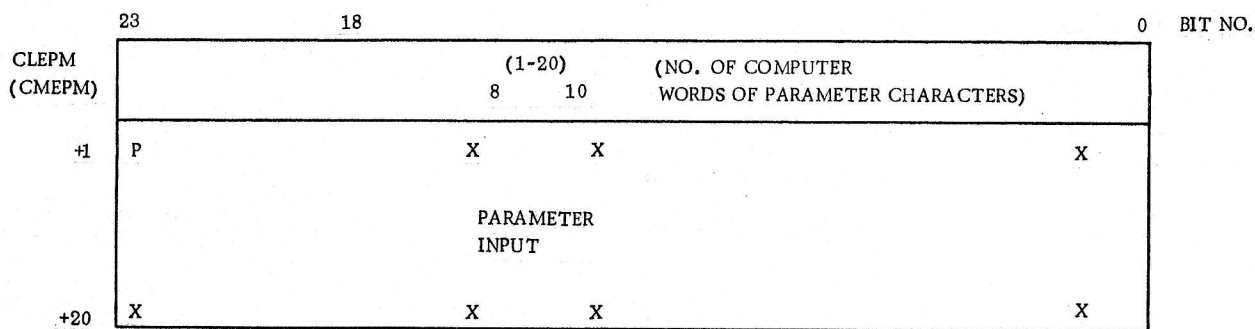 23 18 0 BIT NO.
CLEPM (1-20) (NO. OF COMPUTER
(CMEPM) 8 10 WORDS OF PARAMETER CHARACTERS)
+1 P X X X
PARAMETER
INPUT
+20 X X X X